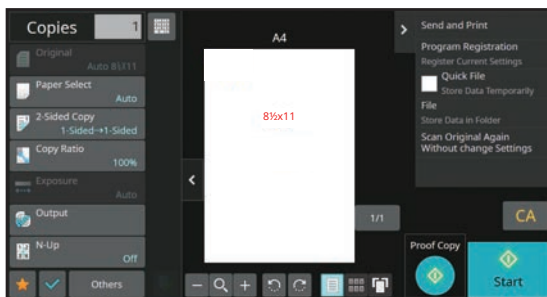 Copies 1
Original
Auto 8½X11
Paper Select
Auto
2-Sided Copy
1-Sided→1-Sided
Copy Ratio
100%
Exposure
Auto
Output
N-Up
Off
Others
A4
8½x11
1/1
Send and Print
Program Registration
Register Current Settings
Quick File
Store Data Temporarily
File
Store Data in Folder
Scan Original Again
Without change Settings
CA
Proof Copy
Start